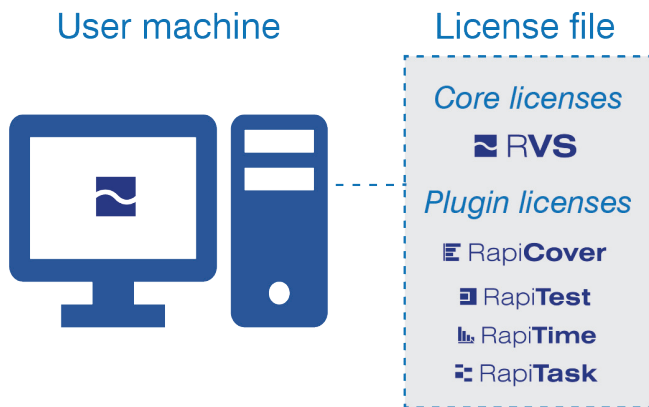 User machine
License file
Core licenses
RVS
Plugin licenses
RapiCover
RapiTest
RapiTime
RapiTask